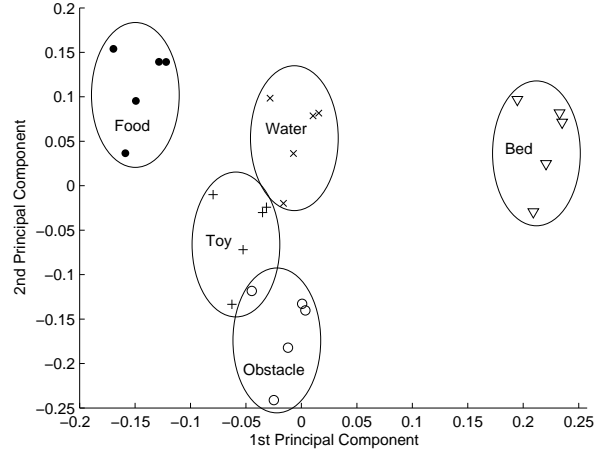 0.2
0.15
0.1
0.05
0
−0.05
−0.1
−0.15
−0.2
−0.25
2nd Principal Component
Food
Water
Bed
Toy
Obstacle
−0.2 −0.15 −0.1 −0.05 0 0.05 0.1 0.15 0.2 0.25
1st Principal Component